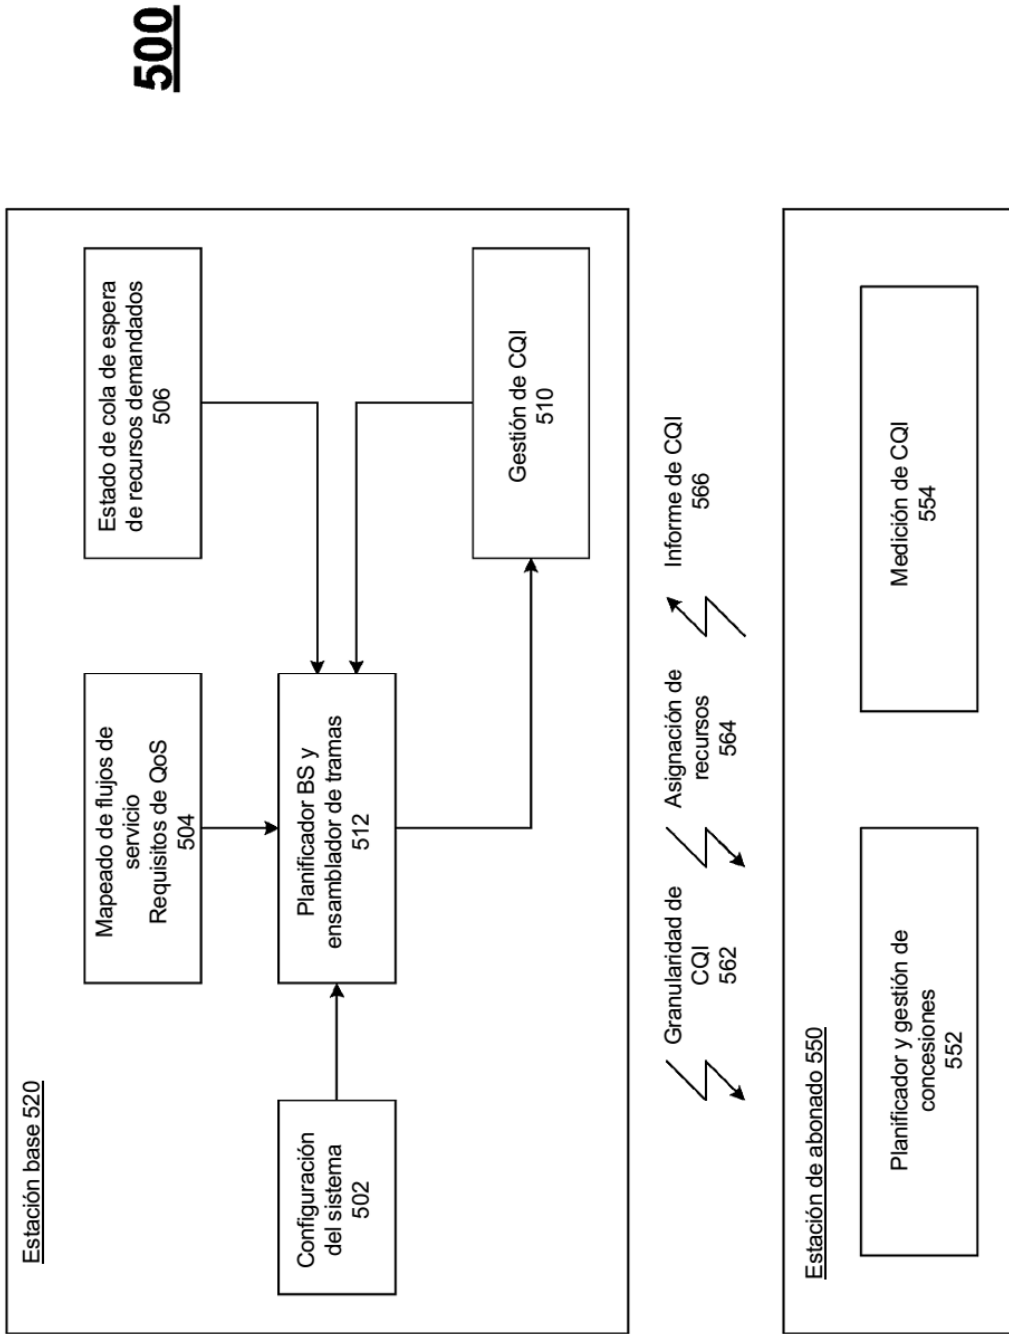 500
Estación base 520
Configuración
del sistema
502
Mapeado de flujos de
servicio
Requisitos de QoS
504
Estado de cola de espera
de recursos demandados
506
Planificador BS y
ensamblador de tramas
512
Gestión de CQI
510
Granularidad de
CQI
562
Asignación de
recursos
564
Informe de CQI
566
Estación de abonado 550
Planificador y gestión de
concesiones
552
Medición de CQI
554